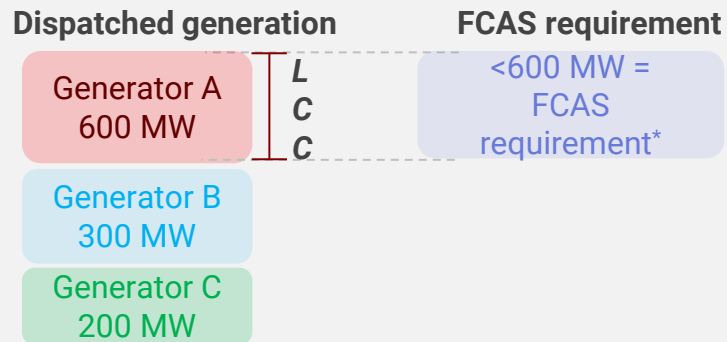 Dispatched generation
FCAS requirement
Generator A
600 MW
L
C
C
<600 MW =
FCAS
requirement*
Generator B
300 MW
Generator C
200 MW